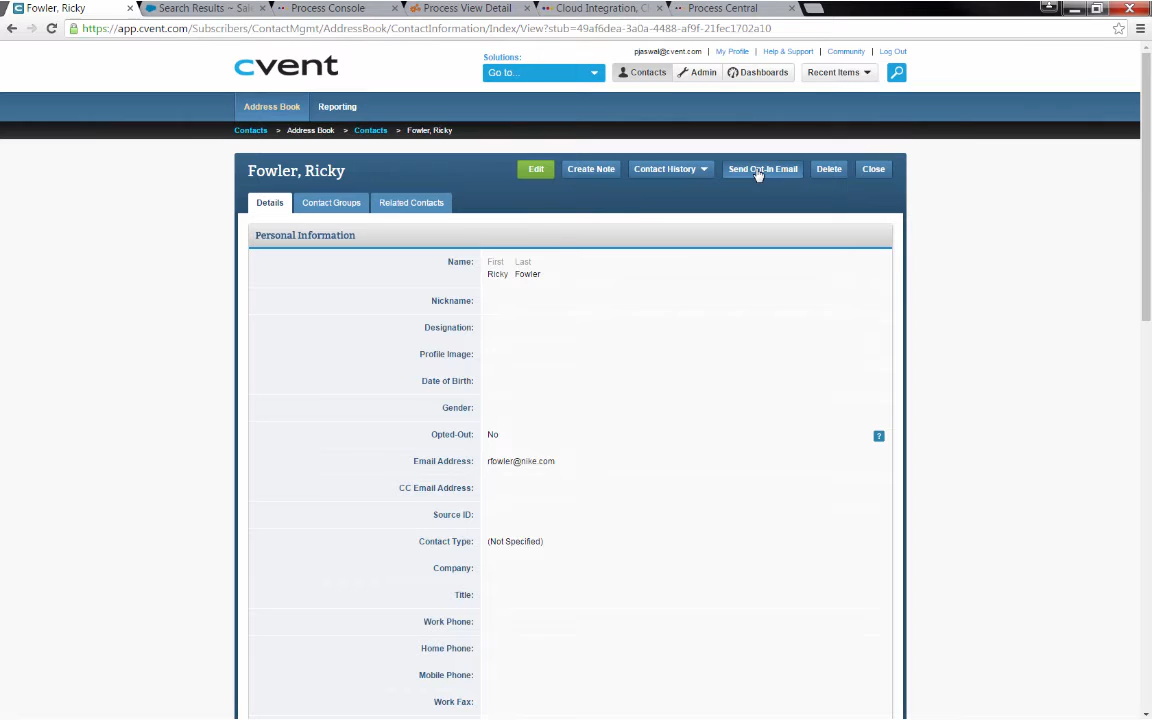 Fowler, Ricky
Search Results ~ Sale
Process Console
Process View Detail
Cloud Integration, Cl
Process Central
https://app.cvent.com/Subscribers/ContactMgmt/AddressBook/ContactInformation/Index/View?stub=49af6dea-3a0a-4488-af9f-21fec1702a10
pjaswal@cvent.com | My Profile | Help & Support | Community | Log Out
cvent
Solutions:
Go to...
Contacts
Admin
Dashboards
Recent Items
Address Book
Reporting
Contacts > Address Book > Contacts > Fowler, Ricky
Fowler, Ricky
Edit
Create Note
Contact History
Send Opt-In Email
Delete
Close
Details
Contact Groups
Related Contacts
Personal Information
Name: First Last
Ricky Fowler
Nickname:
Designation:
Profile Image:
Date of Birth:
Gender:
Opted-Out: No
?
Email Address: rfowler@nike.com
CC Email Address:
Source ID:
Contact Type: (Not Specified)
Company:
Title:
Work Phone:
Home Phone:
Mobile Phone:
Work Fax: